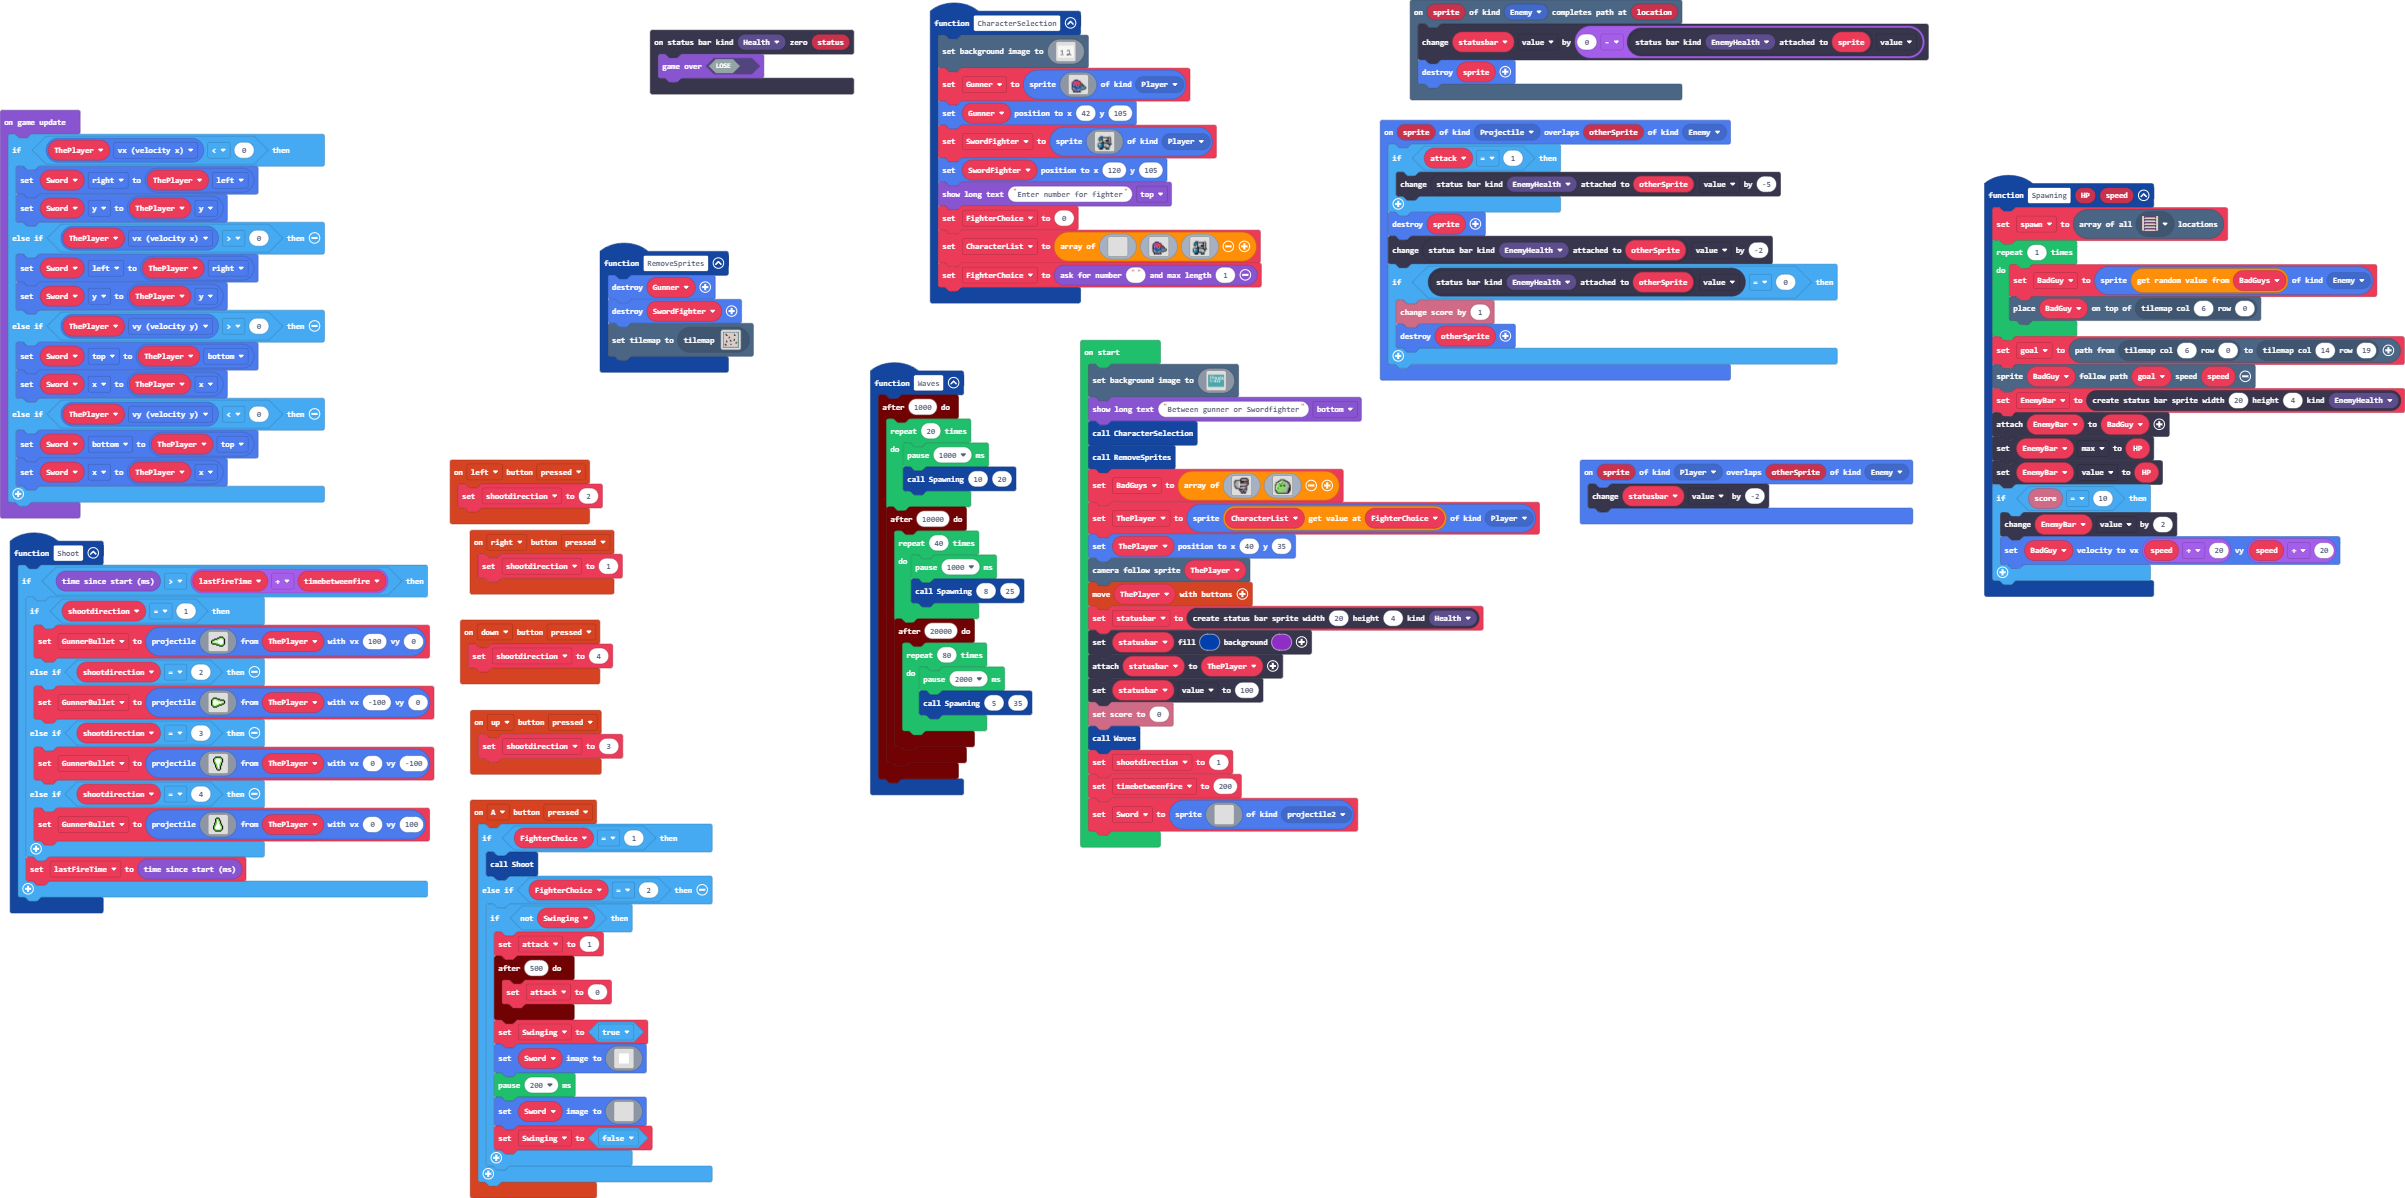 on game update
if ThePlayer vx (velocity x) < 0 then
set Sword right to ThePlayer left
set Sword y to ThePlayer y
else if ThePlayer vx (velocity x) > 0 then
set Sword left to ThePlayer right
set Sword y to ThePlayer y
else if ThePlayer vy (velocity y) > 0 then
set Sword top to ThePlayer bottom
set Sword x to ThePlayer x
else if ThePlayer vy (velocity y) < 0 then
set Sword bottom to ThePlayer top
set Sword x to ThePlayer x
function Shoot
if time since start (ms) > lastFireTime + timebetweenfire then
if shootdirection = 1 then
set GunnerBullet to projectile from ThePlayer with vx 100 vy 0
else if shootdirection = 2 then
set GunnerBullet to projectile from ThePlayer with vx -100 vy 0
else if shootdirection = 3 then
set GunnerBullet to projectile from ThePlayer with vx 0 vy -100
else if shootdirection = 4 then
set GunnerBullet to projectile from ThePlayer with vx 0 vy 100
set lastFireTime to time since start (ms)
on left button pressed
set shootdirection to 2
on right button pressed
set shootdirection to 1
on down button pressed
set shootdirection to 4
on up button pressed
set shootdirection to 3
on A button pressed
if FighterChoice = 1 then
call Shoot
else if FighterChoice = 2 then
if not Swinging then
set attack to 1
after 500 do
set attack to 0
set Swinging to true
set Sword image to
pause 200 ms
set Sword image to
set Swinging to false
on status bar kind Health zero status
game over LOSE
function RemoveSprites
destroy Gunner
destroy SwordFighter
set tilemap to tilemap
function CharacterSelection
set background image to
set Gunner to sprite of kind Player
set Gunner position to x 42 y 105
set SwordFighter to sprite of kind Player
set SwordFighter position to x 120 y 105
show long text "Enter number for fighter" top
set FighterChoice to 0
set CharacterList to array of
set FighterChoice to ask for number "" and max length 1
function Waves
after 1000 do
repeat 20 times
do pause 1000 ms
call Spawning 10 20
after 10000 do
repeat 40 times
do pause 1000 ms
call Spawning 8 25
after 20000 do
repeat 80 times
do pause 2000 ms
call Spawning 5 35
on start
set background image to
show long text "Between gunner or Swordfighter" bottom
call CharacterSelection
call RemoveSprites
set BadGuys to array of
set ThePlayer to sprite CharacterList get value at FighterChoice of kind Player
set ThePlayer position to x 40 y 35
camera follow sprite ThePlayer
move ThePlayer with buttons
set statusbar to create status bar sprite width 20 height 4 kind Health
set statusbar fill background
attach statusbar to ThePlayer
set statusbar value to 100
set score to 0
call Waves
set shootdirection to 1
set timebetweenfire to 200
set Sword to sprite of kind projectile2
on sprite of kind Enemy completes path at location
change statusbar value by 0 - status bar kind EnemyHealth attached to sprite value
destroy sprite
on sprite of kind Projectile overlaps otherSprite of kind Enemy
if attack = 1 then
change status bar kind EnemyHealth attached to otherSprite value by -5
destroy sprite
change status bar kind EnemyHealth attached to otherSprite value by -2
if status bar kind EnemyHealth attached to otherSprite value = 0 then
change score by 1
destroy otherSprite
on sprite of kind Player overlaps otherSprite of kind Enemy
change statusbar value by -2
function Spawning HP speed
set spawn to array of all locations
repeat 1 times
do
set BadGuy to sprite get random value from BadGuys of kind Enemy
place BadGuy on top of tilemap col 6 row 0
set goal to path from tilemap col 6 row 0 to tilemap col 14 row 19
sprite BadGuy follow path goal speed speed
set EnemyBar to create status bar sprite width 20 height 4 kind EnemyHealth
attach EnemyBar to BadGuy
set EnemyBar max to HP
set EnemyBar value to HP
if score = 10 then
change EnemyBar value by 2
set BadGuy velocity to vx speed + 20 vy speed + 20